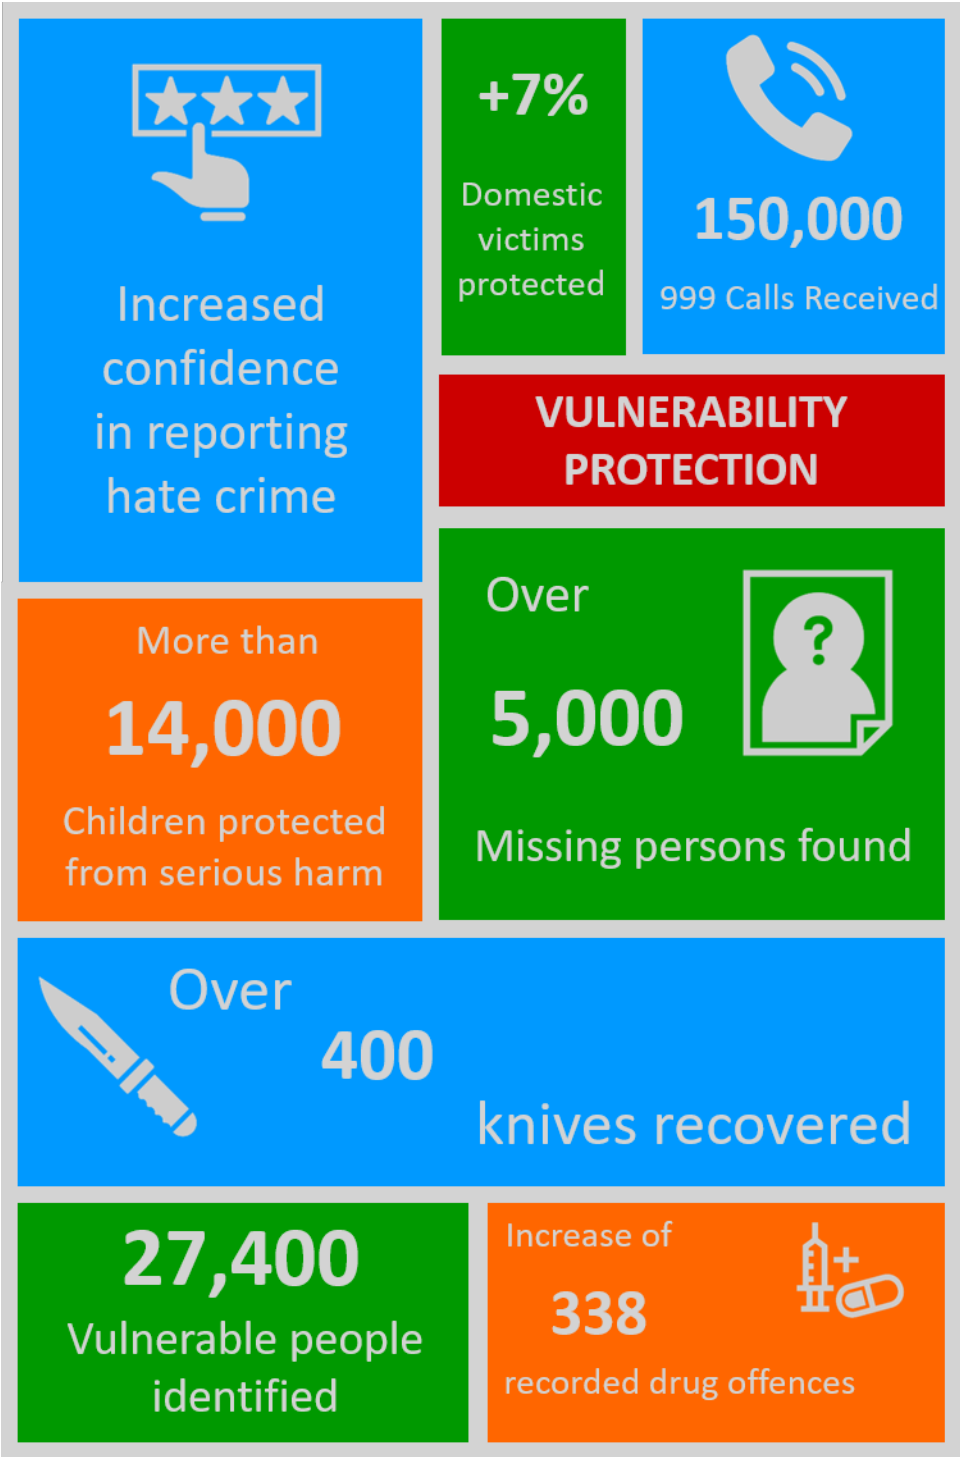 Increased
confidence
in reporting
hate crime
+7%
Domestic
victims
protected
150,000
999 Calls Received
VULNERABILITY
PROTECTION
More than
14,000
Children protected
from serious harm
Over
5,000
?
Missing persons found
Over
400
knives recovered
27,400
Vulnerable people
identified
Increase of
338
recorded drug offences